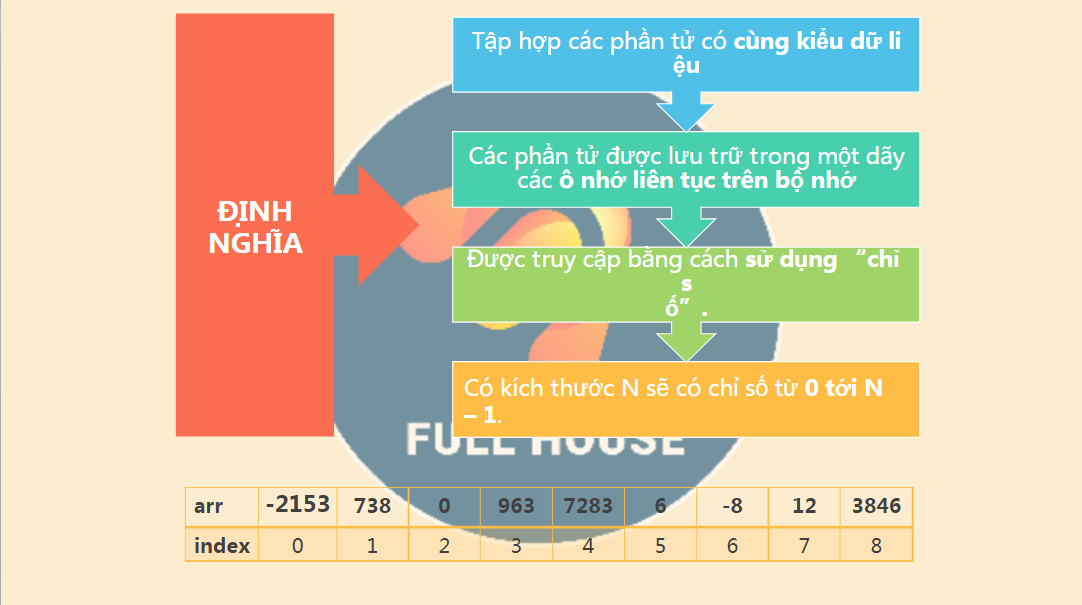 ĐỊNH
NGHĨA
Tập hợp các phần tử có cùng kiểu dữ li
ệu
Các phần tử được lưu trữ trong một dãy
các ô nhớ liên tục trên bộ nhớ
Được truy cập bằng cách sử dụng “chỉ
s
ố” .
Có kích thước N sẽ có chỉ số từ 0 tới N
– 1.
FULL HOUSE
arr -2153 738 0 963 7283 6 -8 12 3846
index 0 1 2 3 4 5 6 7 8